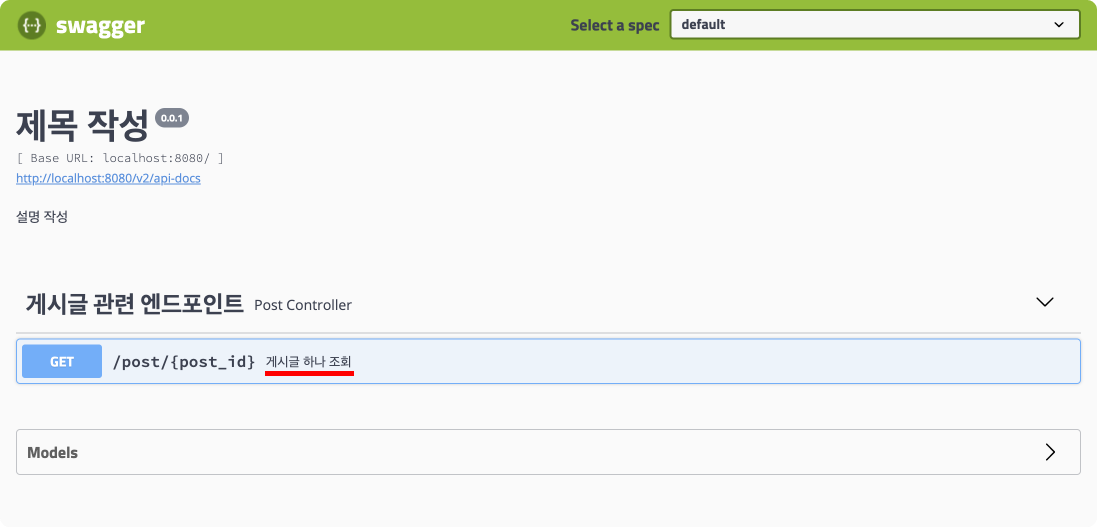 {···} swagger
Select a spec default
제목 작성 0.0.1
[ Base URL: localhost:8080/ ]
http://localhost:8080/v2/api-docs
설명 작성
게시글 관련 엔드포인트 Post Controller
GET /post/{post_id} 게시글 하나 조회
Models